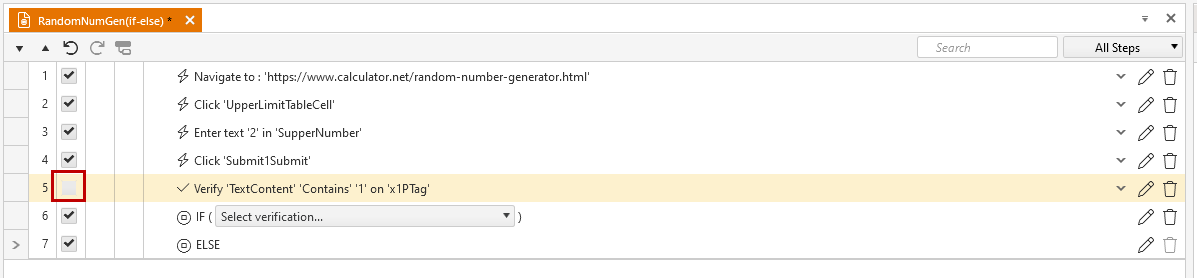 RandomNumGen(if-else) *
Search
All Steps
1 Navigate to : 'https://www.calculator.net/random-number-generator.html'
2 Click 'UpperLimitTableCell'
3 Enter text '2' in 'SupperNumber'
4 Click 'Submit1Submit'
5 Verify 'TextContent' 'Contains' '1' on 'x1PTag'
6 IF ( Select verification... )
7 ELSE